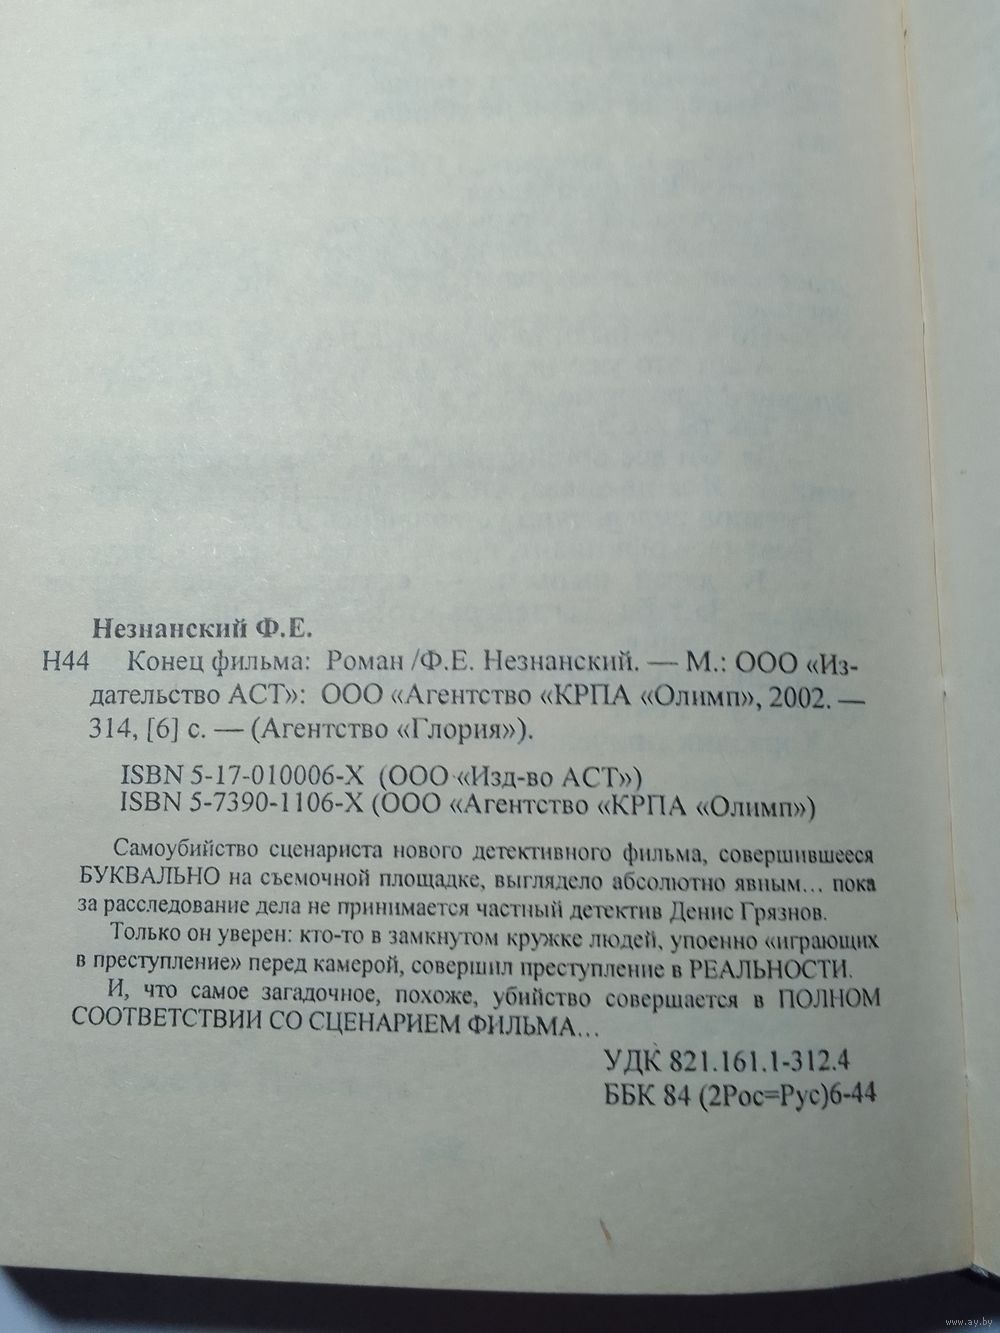 Незнанский Ф.Е.
Н44 Конец фильма: Роман /Ф.Е. Незнанский. — М.: ООО «Из-
дательство АСТ»: ООО «Агентство «КРПА «Олимп», 2002. —
314, [6] с. — (Агентство «Глория»).
ISBN 5-17-010006-X (ООО «Изд-во АСТ»)
ISBN 5-7390-1106-X (ООО «Агентство «КРПА «Олимп»)
Самоубийство сценариста нового детективного фильма, совершившееся
БУКВАЛЬНО на съемочной площадке, выглядело абсолютно явным... пока
за расследование дела не принимается частный детектив Денис Грязнов.
Только он уверен: кто-то в замкнутом кружке людей, упоенно «играющих
в преступление» перед камерой, совершил преступление в РЕАЛЬНОСТИ.
И, что самое загадочное, похоже, убийство совершается в ПОЛНОМ
СООТВЕТСТВИИ СО СЦЕНАРИЕМ ФИЛЬМА...
УДК 821.161.1-312.4
ББК 84 (2Рос=Рус)6-44
www.ay.by